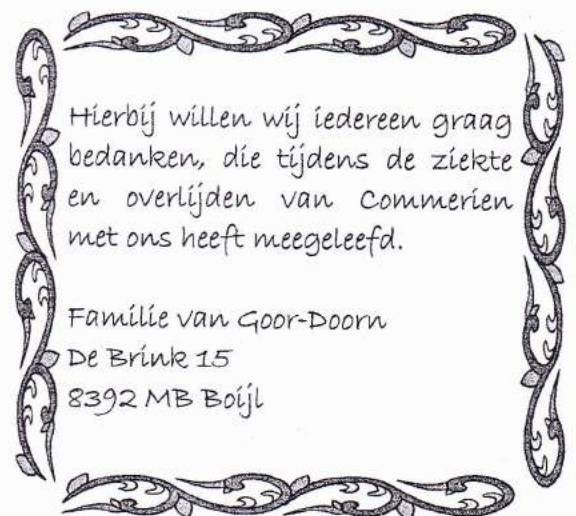 Hierbij willen wij iedereen graag
bedanken, die tijdens de ziekte
en overlijden van Commerien
met ons heeft meegeleefd.

Familie van Goor-Doorn
De Brink 15
8392 MB Boijl